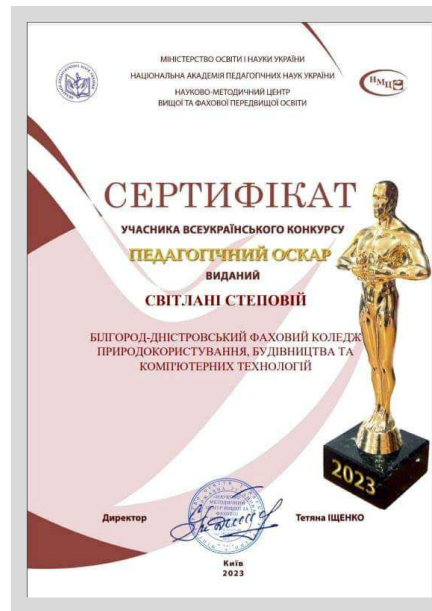 МІНІСТЕРСТВО ОСВІТИ І НАУКИ УКРАЇНИ
НАЦІОНАЛЬНА АКАДЕМІЯ ПЕДАГОГІЧНИХ НАУК УКРАЇНИ
НАУКОВО-МЕТОДИЧНИЙ ЦЕНТР
ВИЩОЇ ТА ФАХОВОЇ ПЕРЕДВИЩОЇ ОСВІТИ
НМЦ
СЕРТИФІКАТ
УЧАСНИКА ВСЕУКРАЇНСЬКОГО КОНКУРСУ
ПЕДАГОГІЧНИЙ ОСКАР
ВИДАНИЙ
СВІТЛАНІ СТЕПОВІЙ
БІЛГОРОД-ДНІСТРОВСЬКИЙ ФАХОВИЙ КОЛЕДЖ
ПРИРОДОКОРИСТУВАННЯ, БУДІВНИЦТВА ТА
КОМП'ЮТЕРНИХ ТЕХНОЛОГІЙ
2023
Директор
Тетяна ІЩЕНКО
Київ
2023